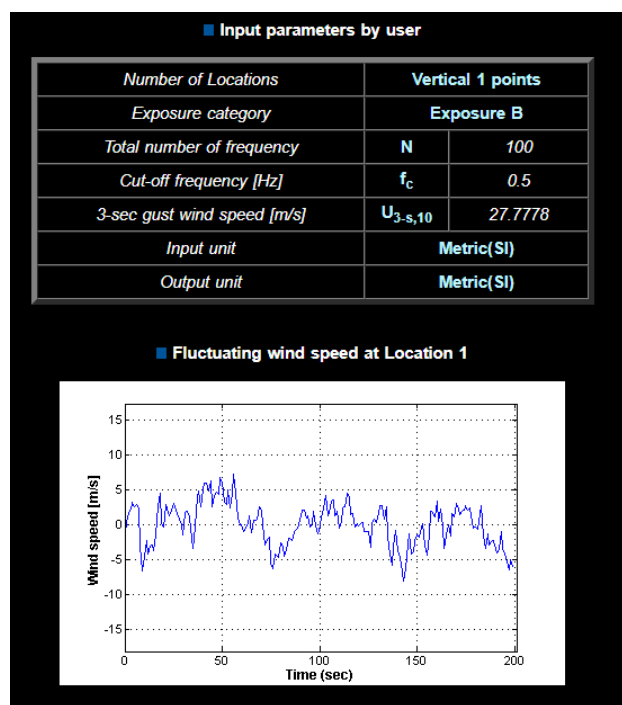 Input parameters by user
Number of Locations Vertical 1 points
Exposure category Exposure B
Total number of frequency N 100
Cut-off frequency [Hz] fc 0.5
3-sec gust wind speed [m/s] U3-s,10 27.7778
Input unit Metric(SI)
Output unit Metric(SI)
Fluctuating wind speed at Location 1
15
10
5
0
-5
-10
-15
Wind speed [m/s]
0 50 100 150 200
Time (sec)